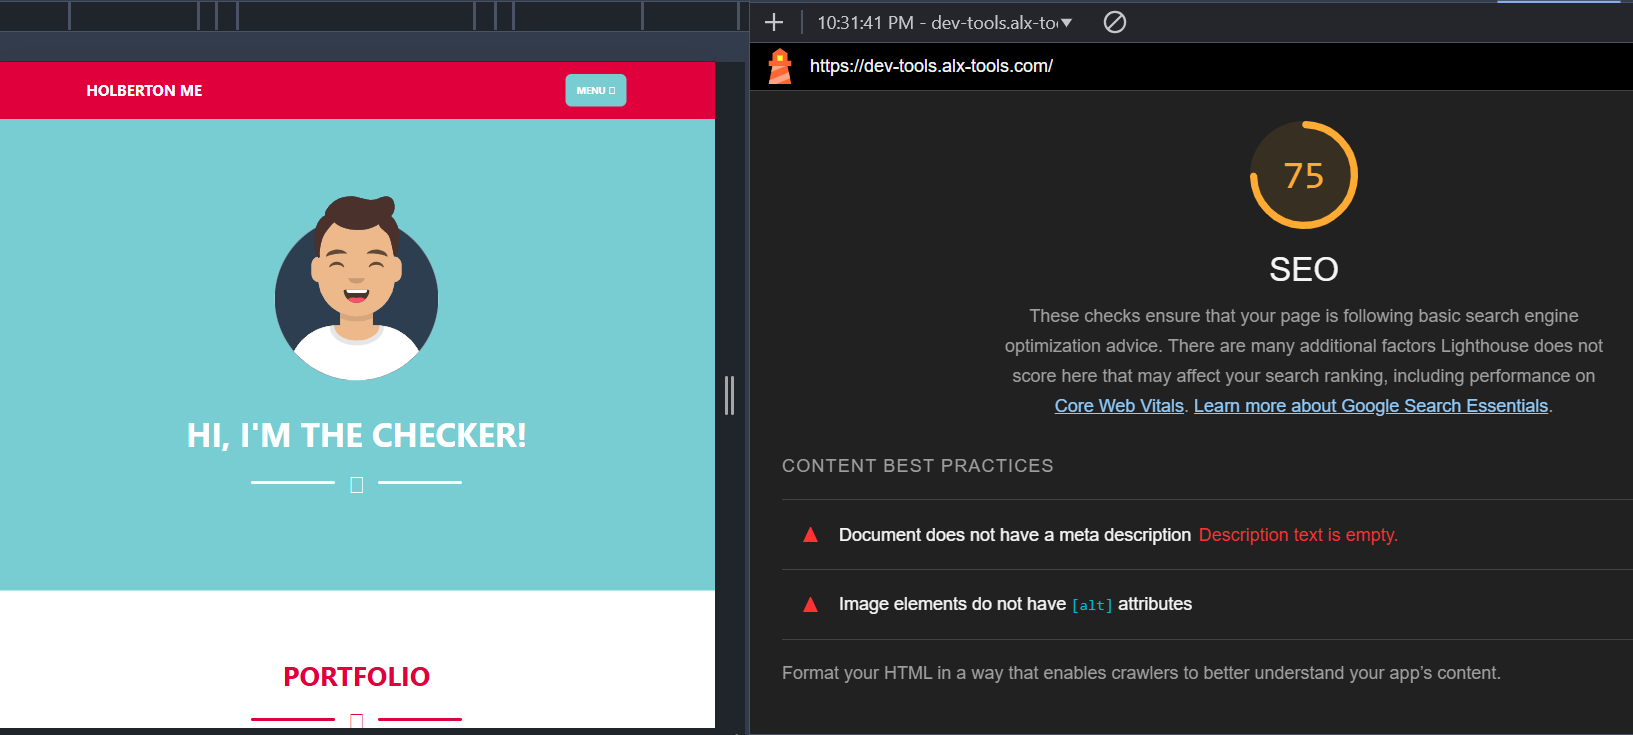 HOLBERTON ME
MENU
HI, I'M THE CHECKER!
PORTFOLIO
10:31:41 PM - dev-tools.alx-to
https://dev-tools.alx-tools.com/
75
SEO
These checks ensure that your page is following basic search engine
optimization advice. There are many additional factors Lighthouse does not
score here that may affect your search ranking, including performance on
Core Web Vitals. Learn more about Google Search Essentials.
CONTENT BEST PRACTICES
Document does not have a meta description Description text is empty.
Image elements do not have [alt] attributes
Format your HTML in a way that enables crawlers to better understand your app’s content.